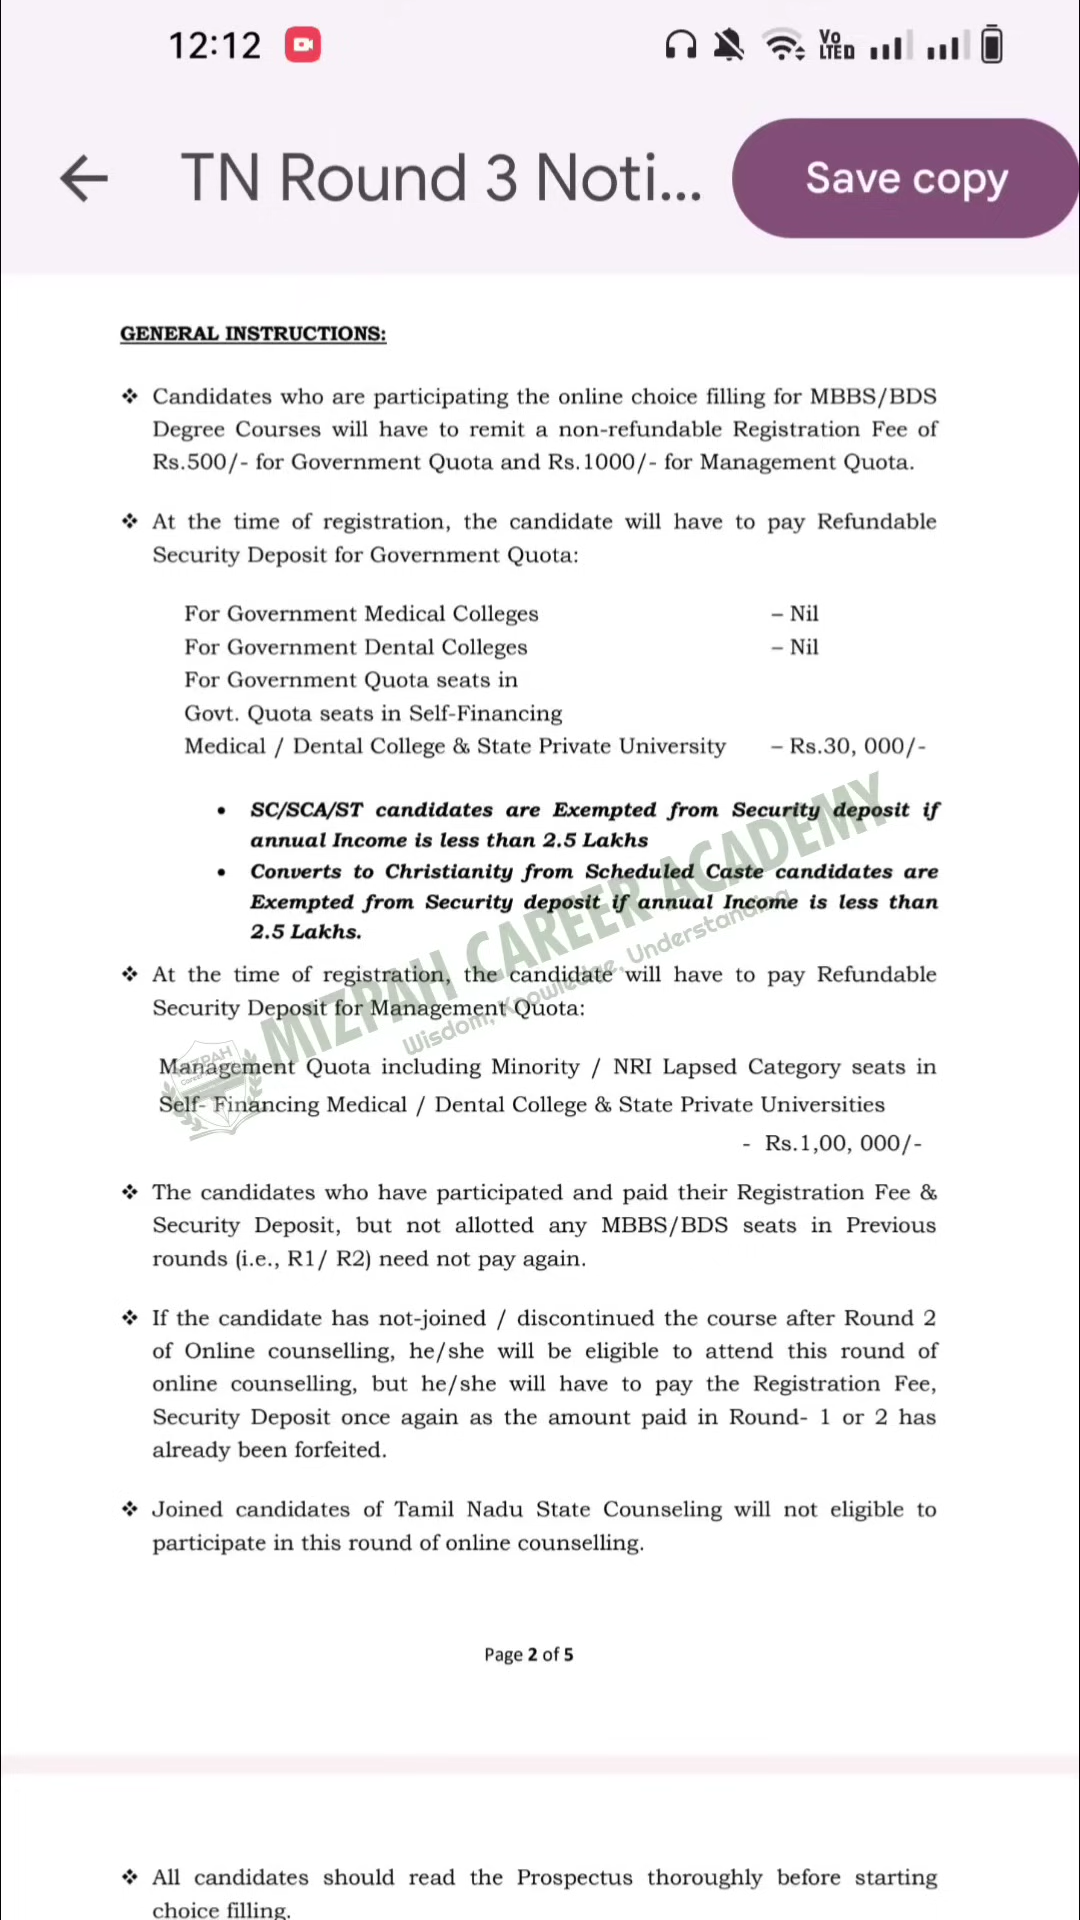 12:12
Vo
LTED
TN Round 3 Noti...
Save copy
GENERAL INSTRUCTIONS:
❖ Candidates who are participating the online choice filling for MBBS/BDS
Degree Courses will have to remit a non-refundable Registration Fee of
Rs.500/- for Government Quota and Rs.1000/- for Management Quota.
❖ At the time of registration, the candidate will have to pay Refundable
Security Deposit for Government Quota:
For Government Medical Colleges – Nil
For Government Dental Colleges – Nil
For Government Quota seats in
Govt. Quota seats in Self-Financing
Medical / Dental College & State Private University – Rs.30, 000/-
• SC/SCA/ST candidates are Exempted from Security deposit if
annual Income is less than 2.5 Lakhs
• Converts to Christianity from Scheduled Caste candidates are
Exempted from Security deposit if annual Income is less than
2.5 Lakhs.
❖ At the time of registration, the candidate will have to pay Refundable
Security Deposit for Management Quota:
MIZPAH CAREER ACADEMY
Wisdom, Knowledge, Understanding
MIZPAH
Management Quota including Minority / NRI Lapsed Category seats in
Self- Financing Medical / Dental College & State Private Universities
- Rs.1,00, 000/-
❖ The candidates who have participated and paid their Registration Fee &
Security Deposit, but not allotted any MBBS/BDS seats in Previous
rounds (i.e., R1/ R2) need not pay again.
❖ If the candidate has not-joined / discontinued the course after Round 2
of Online counselling, he/she will be eligible to attend this round of
online counselling, but he/she will have to pay the Registration Fee,
Security Deposit once again as the amount paid in Round- 1 or 2 has
already been forfeited.
❖ Joined candidates of Tamil Nadu State Counseling will not eligible to
participate in this round of online counselling.
Page 2 of 5
❖ All candidates should read the Prospectus thoroughly before starting
choice filling.